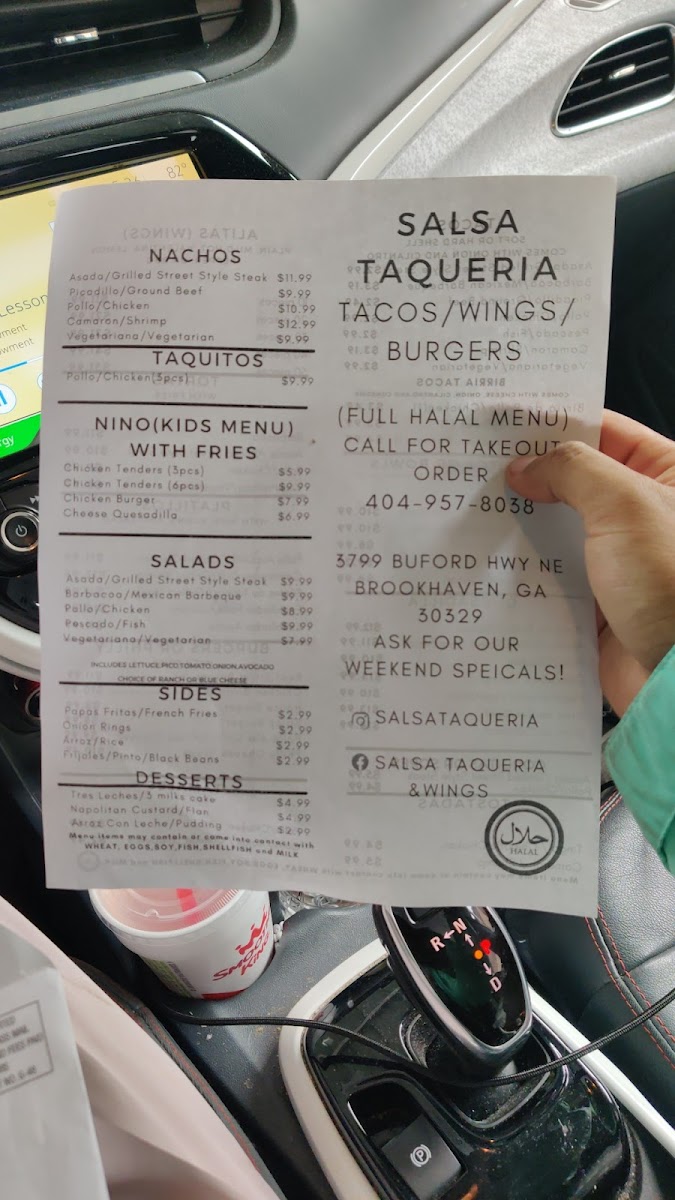 NACHOS
Asada/Grilled Street Style Steak $11.99
Picadillo/Ground Beef $9.99
Pollo/Chicken $10.99
Camaron/Shrimp $12.99
Vegetariana/Vegetarian $9.99
TAQUITOS
Pollo/Chicken(5pcs) $9.99
NINO(KIDS MENU)
WITH FRIES
Chicken Tenders (3pcs) $5.99
Chicken Tenders (6pcs) $9.99
Chicken Burger $7.99
Cheese Quesadilla $6.99
SALADS
Asada/Grilled Street Style Steak $9.99
Barbacoa/Mexican Barbeque $9.99
Pollo/Chicken $8.99
Pescado/Fish $9.99
Vegetariana/Vegetarian $7.99
INCLUDES LETTUCE,PICO,TOMATO,ONION,AVOCADO
CHOICE OF RANCH OR BLUE CHEESE
SIDES
Papas Fritas/French Fries $2.99
Onion Rings $2.99
Arroz/Rice $2.99
Frijoles/Pinto/Black Beans $2.99
DESSERTS
Tres Leches/3 milks cake $4.99
Napolitan Custard/Flan $4.99
Arroz Con Leche/Pudding $2.99
Menu items may contain or come into contact with
WHEAT, EGGS,SOY,FISH,SHELLFISH and MILK
SALSA
TAQUERIA
TACOS/WINGS/
BURGERS
(FULL HALAL MENU)
CALL FOR TAKEOUT
ORDER
404-957-8038
3799 BUFORD HWY NE
BROOKHAVEN, GA
30329
ASK FOR OUR
WEEKEND SPEICALS!
SALSATAQUERIA
SALSA TAQUERIA
&WINGS
حلال
HALAL
82°
Lesson
SMOOTHIE
KING
R N
P
D